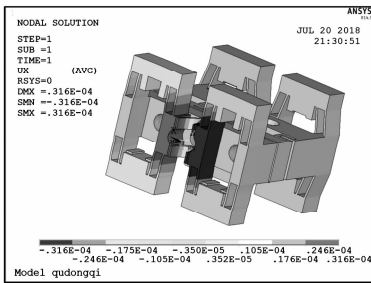 ANSYS
NODAL SOLUTION
JUL 20 2018
21:30:51
STEP=1
SUB =1
TIME=1
UX (AVG)
RSYS=0
DMX =.316E-04
SMN =-.316E-04
SMX =.316E-04
-.316E-04 -.175E-04 -.350E-05 .105E-04 .246E-04
-.246E-04 -.105E-04 .352E-05 .176E-04 .316E-04
Model qudongqi